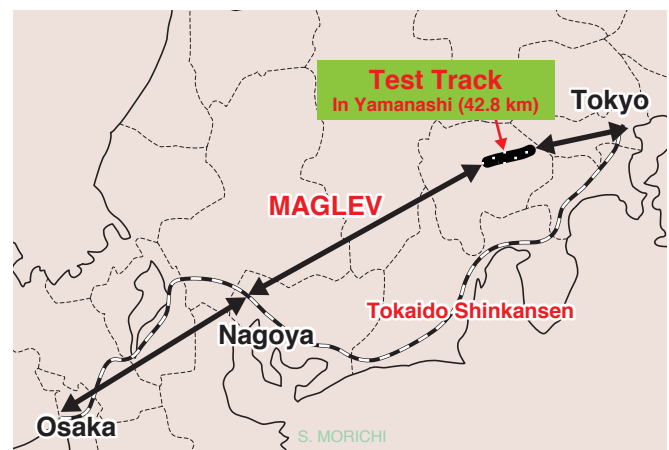 Test Track
In Yamanashi (42.8 km)
Tokyo
MAGLEV
Tokaido Shinkansen
Nagoya
Osaka
S. MORICHI